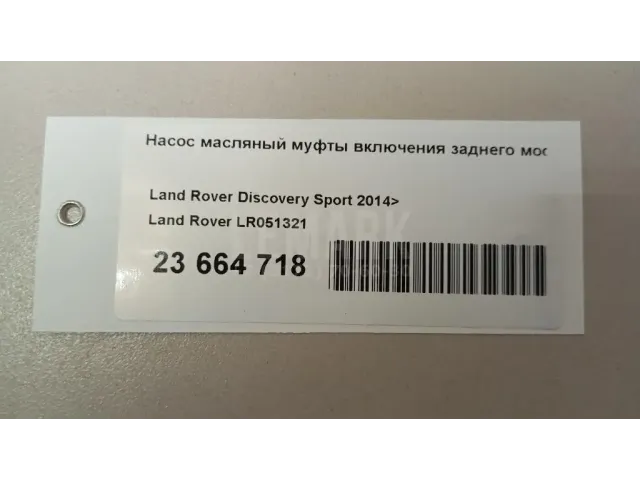 Насос масляный муфты включения заднего мос
Land Rover Discovery Sport 2014>
Land Rover LR051321
23 664 718